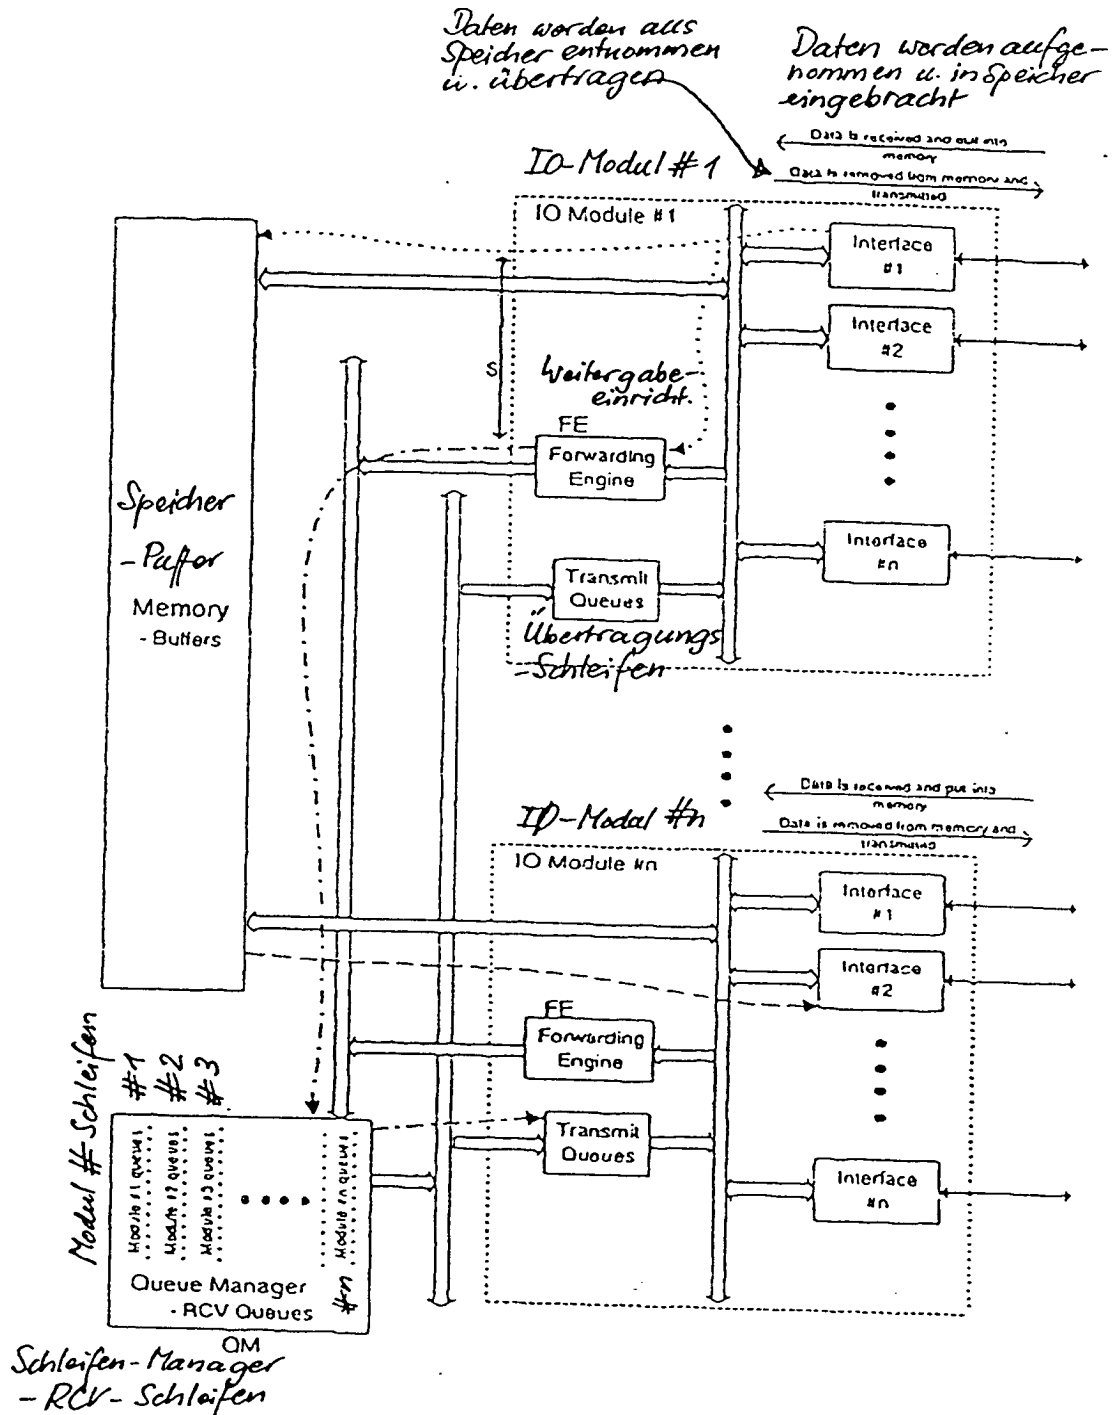 Daten werden aus
Speicher entnommen
u. übertragen
Daten werden aufge-
nommen u. in Speicher
eingebracht
Data is received and put into
memory
Data is removed from memory and
transmitted
IO-Modul #1
IO Module #1
Interface
#1
Interface
#2
S
Weitergabe-
einricht.
FE
Forwarding
Engine
Interface
#n
Transmit
Queues
Übertragungs
-Schleifen
Speicher
-Puffer
Memory
- Buffers
Data is received and put into
memory
Data is removed from memory and
transmitted
IO-Modul #n
IO Module #n
Interface
#1
Interface
#2
FE
Forwarding
Engine
Transmit
Queues
Interface
#n
Modul # Schleifen
#1
#2
#3
Module #1 queues
Module #2 queues
Module #3 queues
Module #n queues
#n
Queue Manager
- RCV Queues
QM
Schleifen-Manager
- RCV-Schleifen